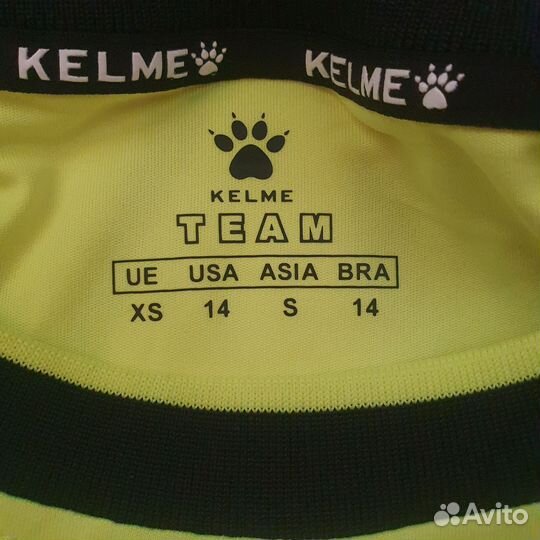 KELME KELME
KELME
TEAM
UE USA ASIA BRA
XS 14 S 14
Avito